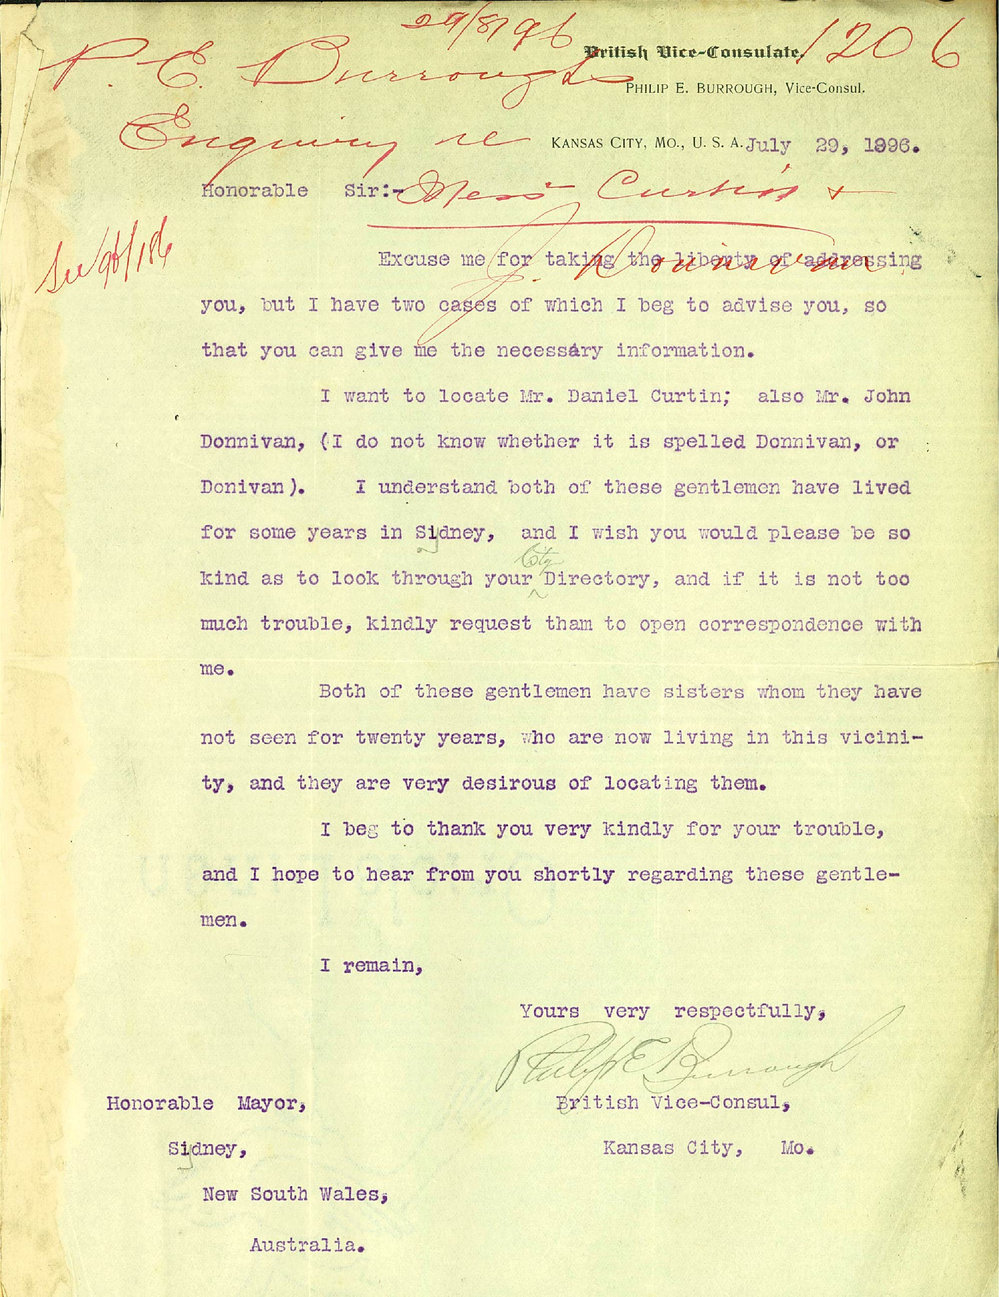 29/8/96
British Vice-Consulate. 1206
P. E. Burroughs
PHILIP E. BURROUGH, Vice-Consul.
Enquiry re
KANSAS CITY, MO., U. S. A. July 29, 1896.
Honorable Sir:- Mess Curtin &
J. Donnivan
Excuse me for taking the liberty of addressing
you, but I have two cases of which I beg to advise you, so
that you can give me the necessary information.
I want to locate Mr. Daniel Curtin; also Mr. John
Donnivan, (I do not know whether it is spelled Donnivan, or
Donivan). I understand both of these gentlemen have lived
for some years in Sydney, and I wish you would please be so
City
kind as to look through your Directory, and if it is not too
much trouble, kindly request tham to open correspondence with
me.
Both of these gentlemen have sisters whom they have
not seen for twenty years, who are now living in this vicini-
ty, and they are very desirous of locating them.
I beg to thank you very kindly for your trouble,
and I hope to hear from you shortly regarding these gentle-
men.
I remain,
Yours very respectfully,
Philip E Burrough
Honorable Mayor,
British Vice-Consul,
Sydney,
Kansas City, Mo.
New South Wales,
Australia.